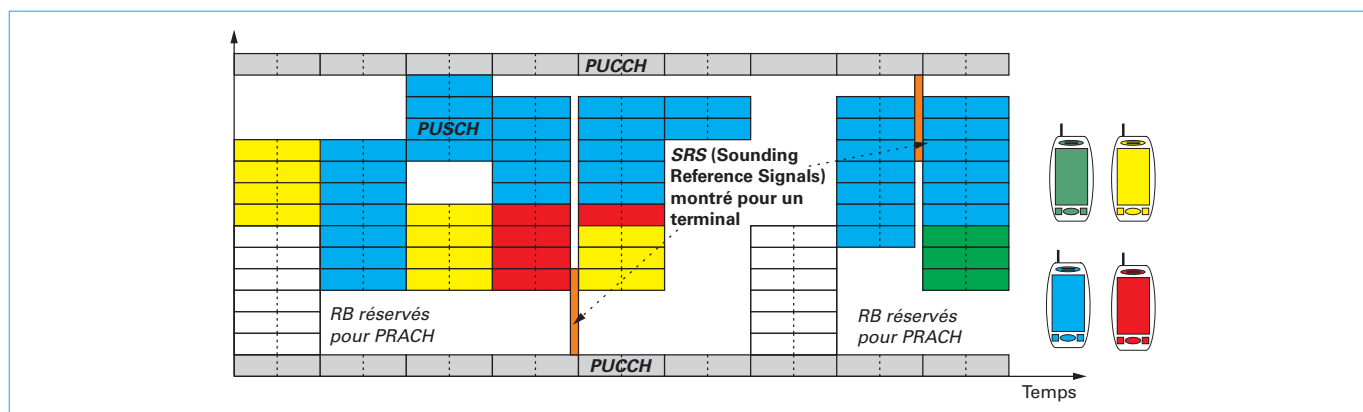 PUCCH
PUSCH
SRS (Sounding
Reference Signals)
montré pour un
terminal
RB réservés
pour PRACH
RB réservés
pour PRACH
PUCCH
Temps